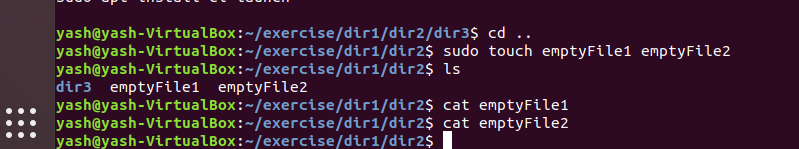 yash@yash-VirtualBox:~/exercise/dir1/dir2/dir3$ cd ..
yash@yash-VirtualBox:~/exercise/dir1/dir2$ sudo touch emptyFile1 emptyFile2
yash@yash-VirtualBox:~/exercise/dir1/dir2$ ls
dir3  emptyFile1  emptyFile2
yash@yash-VirtualBox:~/exercise/dir1/dir2$ cat emptyFile1
yash@yash-VirtualBox:~/exercise/dir1/dir2$ cat emptyFile2
yash@yash-VirtualBox:~/exercise/dir1/dir2$